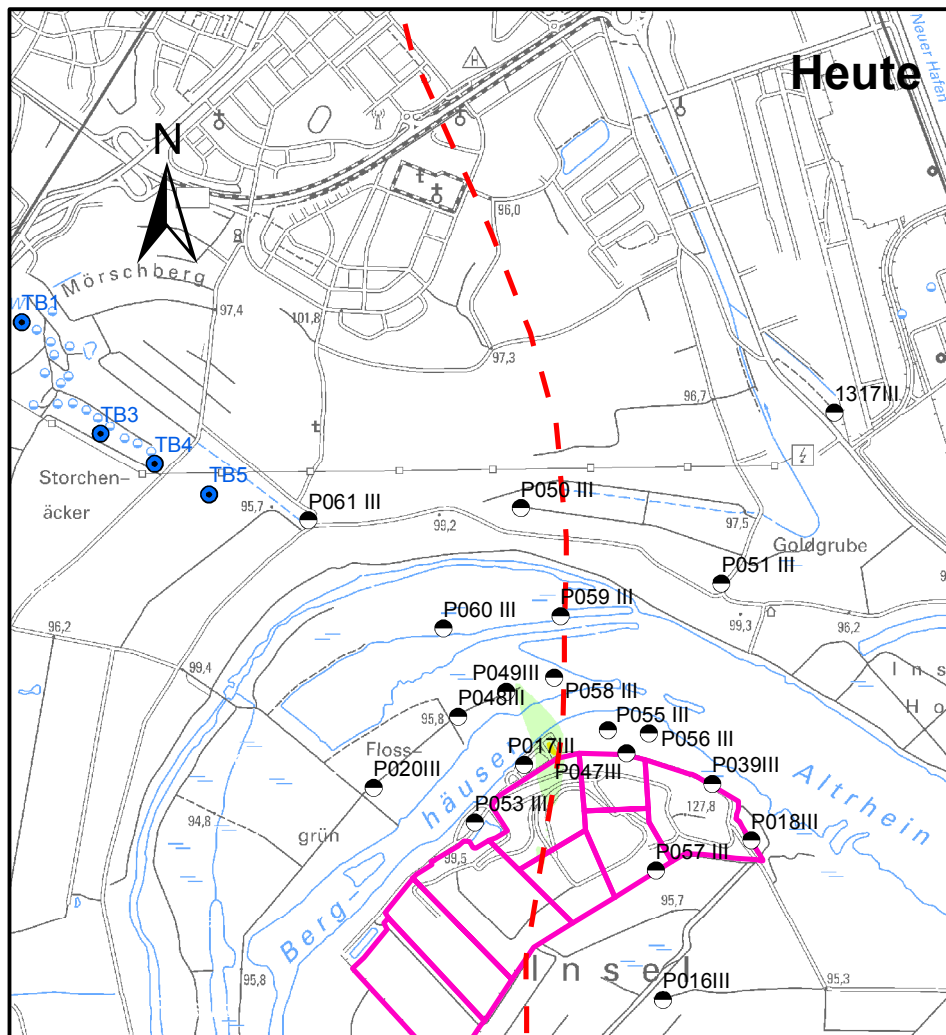 Neuer Hafen
Heute
H
N
96,0
Mörschberg
W
TB1
97,4
101,8
97,3
96,7
1317III
TB3
TB4
TB5
Storchen-
äcker
95,7
P061 III
99,2
P050 III
97,5
Goldgrube
P051 III
P059 III
P060 III
99,3
96,2
96,2
99,4
P049III
P058 III
P048III
95,8
Ins
Ho
P055 III
P056 III
Floss-
P017III
P020III
P047III
P039III
Altrhein
127,8
häuser
grün
94,8
P053 III
P018III
99,5
P057 III
Berg-
95,7
Insel
95,8
P016III
95,3